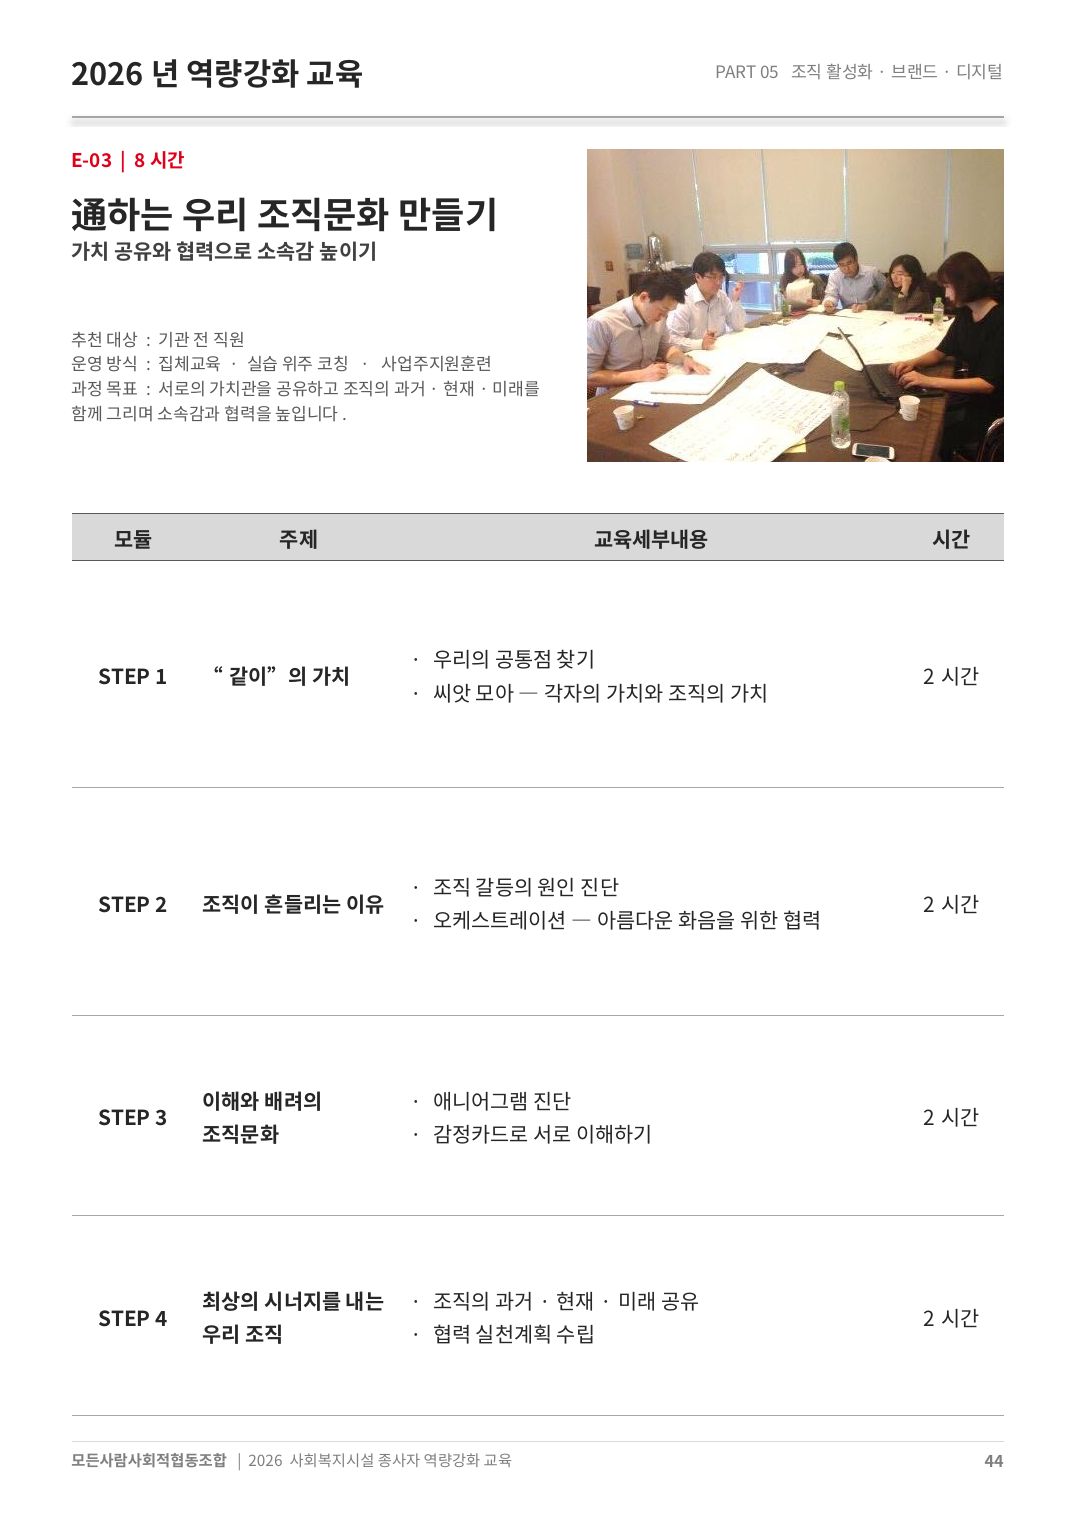 2026 년 역량강화 교육
PART 05 조직 활성화 · 브랜드 · 디지털
E-03 | 8 시간
通하는 우리 조직문화 만들기
가치 공유와 협력으로 소속감 높이기
추천 대상 : 기관 전 직원
운영 방식 : 집체교육 · 실습 위주 코칭 · 사업주지원훈련
과정 목표 : 서로의 가치관을 공유하고 조직의 과거 · 현재 · 미래를
함께 그리며 소속감과 협력을 높입니다 .
모듈 주제 교육세부내용 시간
STEP 1 “ 같이” 의 가치 2 시간
· 우리의 공통점 찾기
· 씨앗 모아 — 각자의 가치와 조직의 가치
STEP 2 조직이 흔들리는 이유 2 시간
· 조직 갈등의 원인 진단
· 오케스트레이션 — 아름다운 화음을 위한 협력
STEP 3 2 시간
이해와 배려의
조직문화
· 애니어그램 진단
· 감정카드로 서로 이해하기
STEP 4 2 시간
최상의 시너지를 내는
우리 조직
· 조직의 과거 · 현재 · 미래 공유
· 협력 실천계획 수립
모든사람사회적협동조합 | 2026 사회복지시설 종사자 역량강화 교육
44